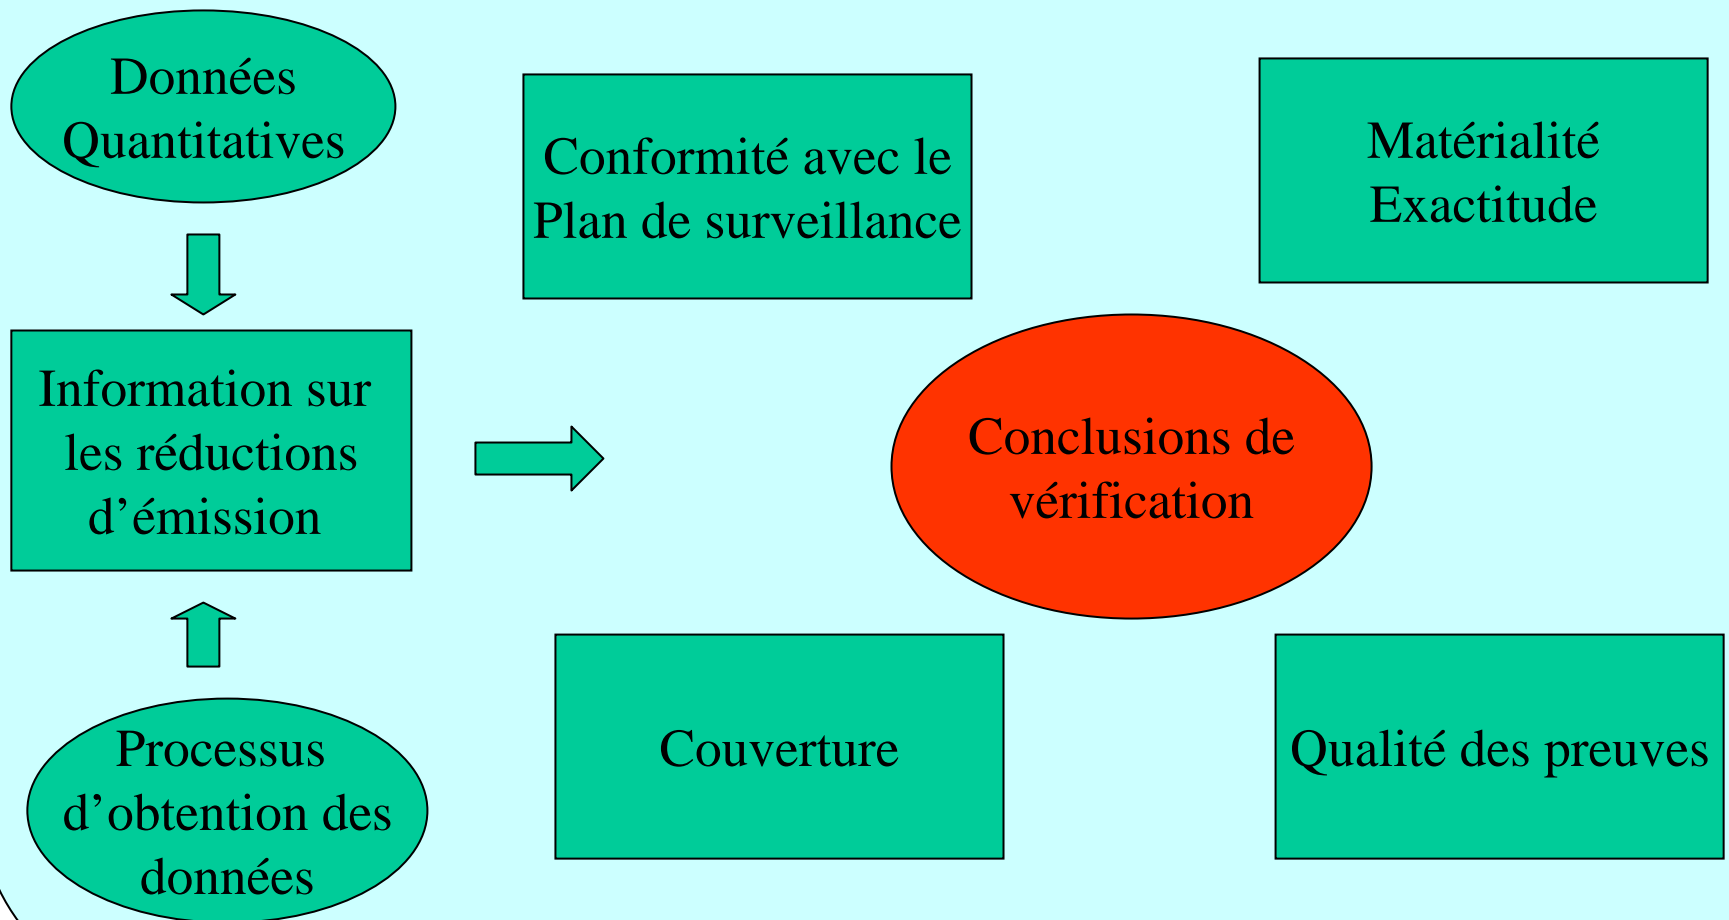 Données
Quantitatives
Conformité avec le
Plan de surveillance
Matérialité
Exactitude
Information sur
les réductions
d’émission
Conclusions de
vérification
Processus
d’obtention des
données
Couverture
Qualité des preuves